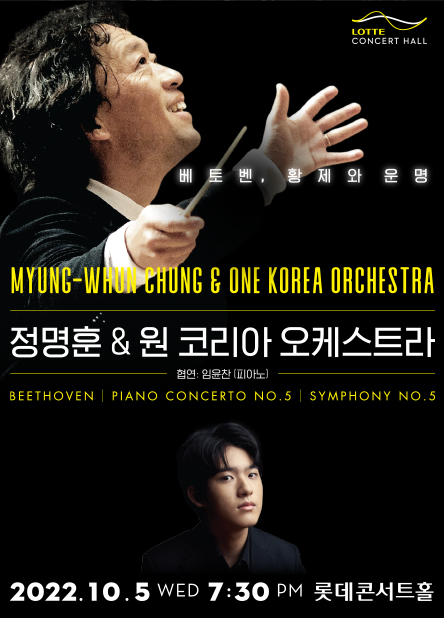 LOTTE
CONCERT HALL
베토벤, 황제와 운명
MYUNG-WHUN CHUNG & ONE KOREA ORCHESTRA
정명훈 & 원 코리아 오케스트라
협연: 임윤찬 (피아노)
BEETHOVEN | PIANO CONCERTO NO.5 | SYMPHONY NO.5
2022.10.5 WED 7:30 PM 롯데콘서트홀